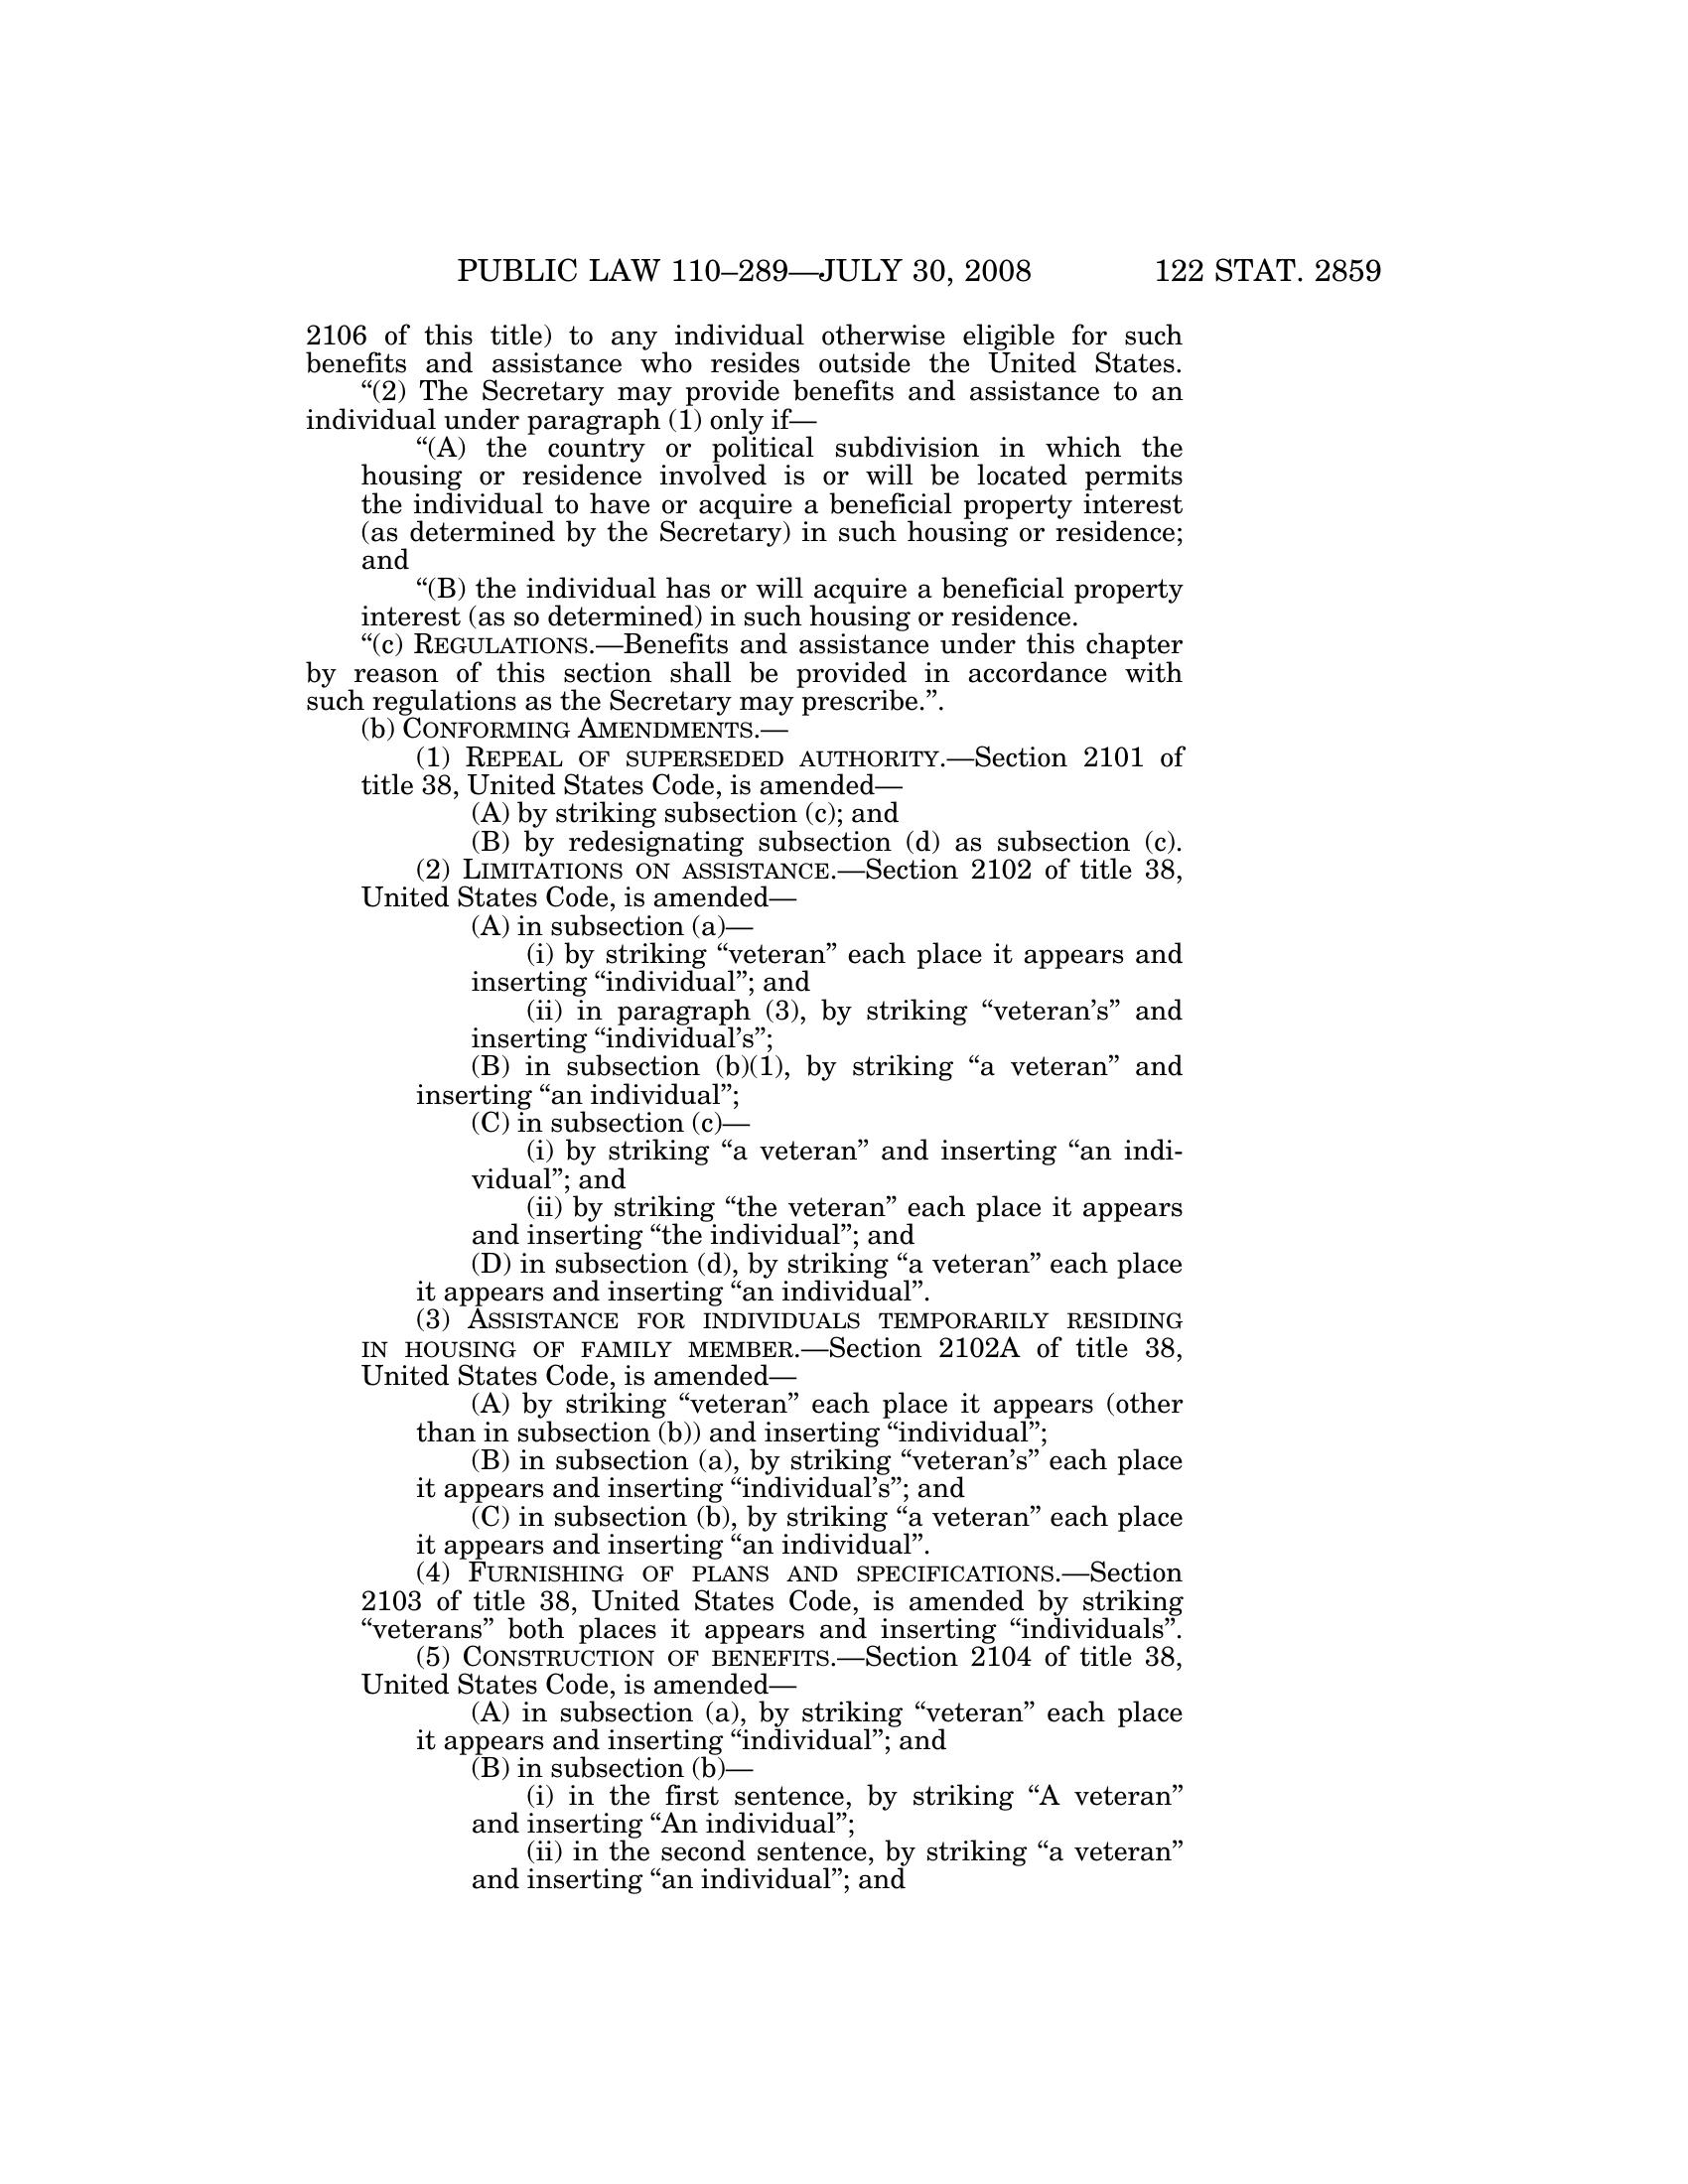 PUBLIC LAW 110–289—JULY 30, 2008 122 STAT. 2859
2106 of this title) to any individual otherwise eligible for such
benefits and assistance who resides outside the United States.
“(2) The Secretary may provide benefits and assistance to an
individual under paragraph (1) only if—
“(A) the country or political subdivision in which the
housing or residence involved is or will be located permits
the individual to have or acquire a beneficial property interest
(as determined by the Secretary) in such housing or residence;
and
“(B) the individual has or will acquire a beneficial property
interest (as so determined) in such housing or residence.
“(c) REGULATIONS.—Benefits and assistance under this chapter
by reason of this section shall be provided in accordance with
such regulations as the Secretary may prescribe.”.
(b) CONFORMING AMENDMENTS.—
(1) REPEAL OF SUPERSEDED AUTHORITY.—Section 2101 of
title 38, United States Code, is amended—
(A) by striking subsection (c); and
(B) by redesignating subsection (d) as subsection (c).
(2) LIMITATIONS ON ASSISTANCE.—Section 2102 of title 38,
United States Code, is amended—
(A) in subsection (a)—
(i) by striking “veteran” each place it appears and
inserting “individual”; and
(ii) in paragraph (3), by striking “veteran’s” and
inserting “individual’s”;
(B) in subsection (b)(1), by striking “a veteran” and
inserting “an individual”;
(C) in subsection (c)—
(i) by striking “a veteran” and inserting “an indi-
vidual”; and
(ii) by striking “the veteran” each place it appears
and inserting “the individual”; and
(D) in subsection (d), by striking “a veteran” each place
it appears and inserting “an individual”.
(3) ASSISTANCE FOR INDIVIDUALS TEMPORARILY RESIDING
IN HOUSING OF FAMILY MEMBER.—Section 2102A of title 38,
United States Code, is amended—
(A) by striking “veteran” each place it appears (other
than in subsection (b)) and inserting “individual”;
(B) in subsection (a), by striking “veteran’s” each place
it appears and inserting “individual’s”; and
(C) in subsection (b), by striking “a veteran” each place
it appears and inserting “an individual”.
(4) FURNISHING OF PLANS AND SPECIFICATIONS.—Section
2103 of title 38, United States Code, is amended by striking
“veterans” both places it appears and inserting “individuals”.
(5) CONSTRUCTION OF BENEFITS.—Section 2104 of title 38,
United States Code, is amended—
(A) in subsection (a), by striking “veteran” each place
it appears and inserting “individual”; and
(B) in subsection (b)—
(i) in the first sentence, by striking “A veteran”
and inserting “An individual”;
(ii) in the second sentence, by striking “a veteran”
and inserting “an individual”; and